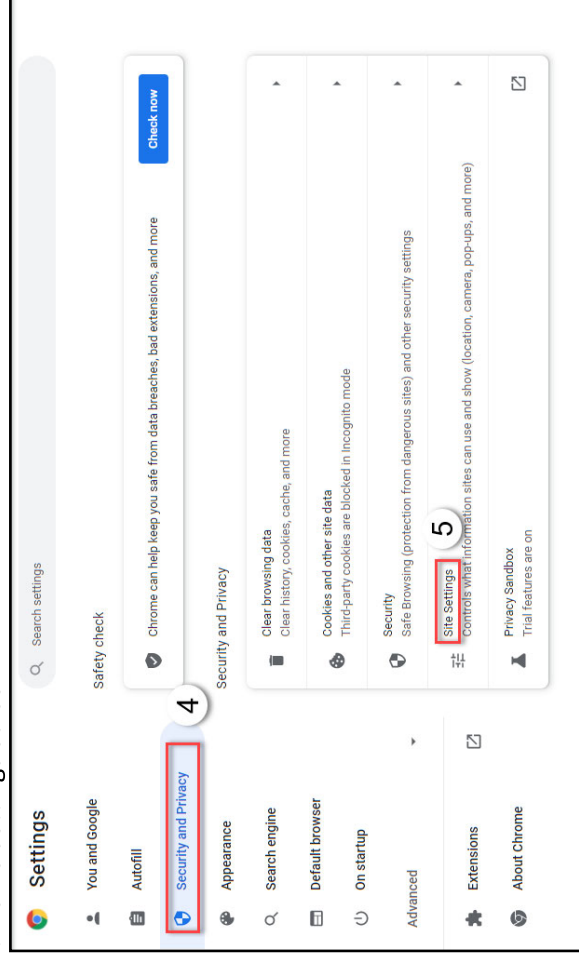 Settings
Search settings
You and Google
Autofill
Security and Privacy
4
Appearance
Search engine
Default browser
On startup
Advanced
Extensions
About Chrome
Safety check
Chrome can help keep you safe from data breaches, bad extensions, and more
Check now
Security and Privacy
Clear browsing data
Clear history, cookies, cache, and more
Cookies and other site data
Third-party cookies are blocked in Incognito mode
Security
Safe Browsing (protection from dangerous sites) and other security settings
Site Settings
5
Controls what information sites can use and show (location, camera, pop-ups, and more)
Privacy Sandbox
Trial features are on